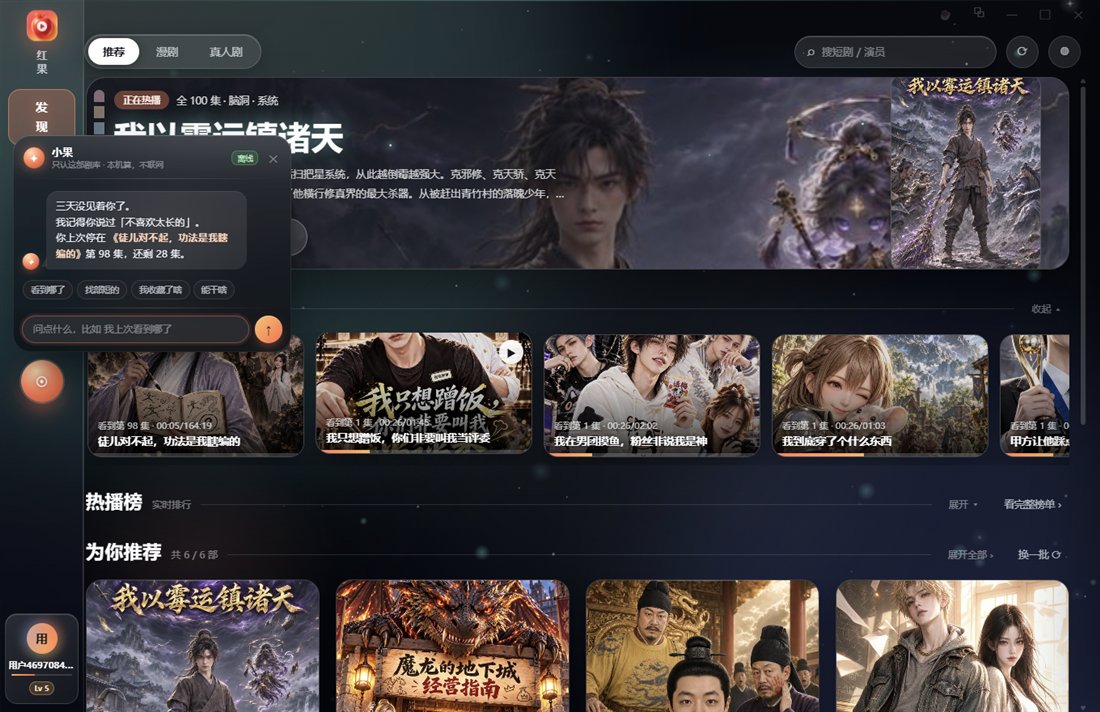 红
果
推荐
漫剧
真人剧
搜短剧 / 演员
发
现
正在热播
全 100 集 · 脑洞 · 系统
我以霉运镇诸天
扫把星系统，从此越倒霉越强大。克邪修、克天骄、克天
他横行修真界的最大杀器。从被赶出青竹村的落魄少年，...
我以霉运镇诸天
小果
只认这部剧库 · 本机算，不联网
离线
三天没见着你了。
我记得你说过「不喜欢太长的」。
你上次停在《徒儿对不起，功法是我瞎
编的》第 98 集，还剩 28 集。
看到哪了
找部短的
我收藏了啥
能干啥
问点什么，比如 我上次看到哪了
收起
看到第 98 集 · 00:05/164:19
徒儿对不起，功法是我瞎编的
我只想蹭饭，
看到第 1 集 · 00:26/01:45
我只想蹭饭，你们非要叫我当评委
看到第 1 集 · 00:26/02:02
我在男团摸鱼，粉丝非说我是神
看到第 1 集 · 00:26/01:03
我到底穿了个什么东西
看到第 1 集 · 0
甲方让他踩
热播榜
实时排行
展开
看完整榜单 ›
为你推荐
共 6 / 6 部
展开全部 ›
换一批
我以霉运镇诸天
魔龙的地下城
经营指南
用
用户4697084...
Lv 5